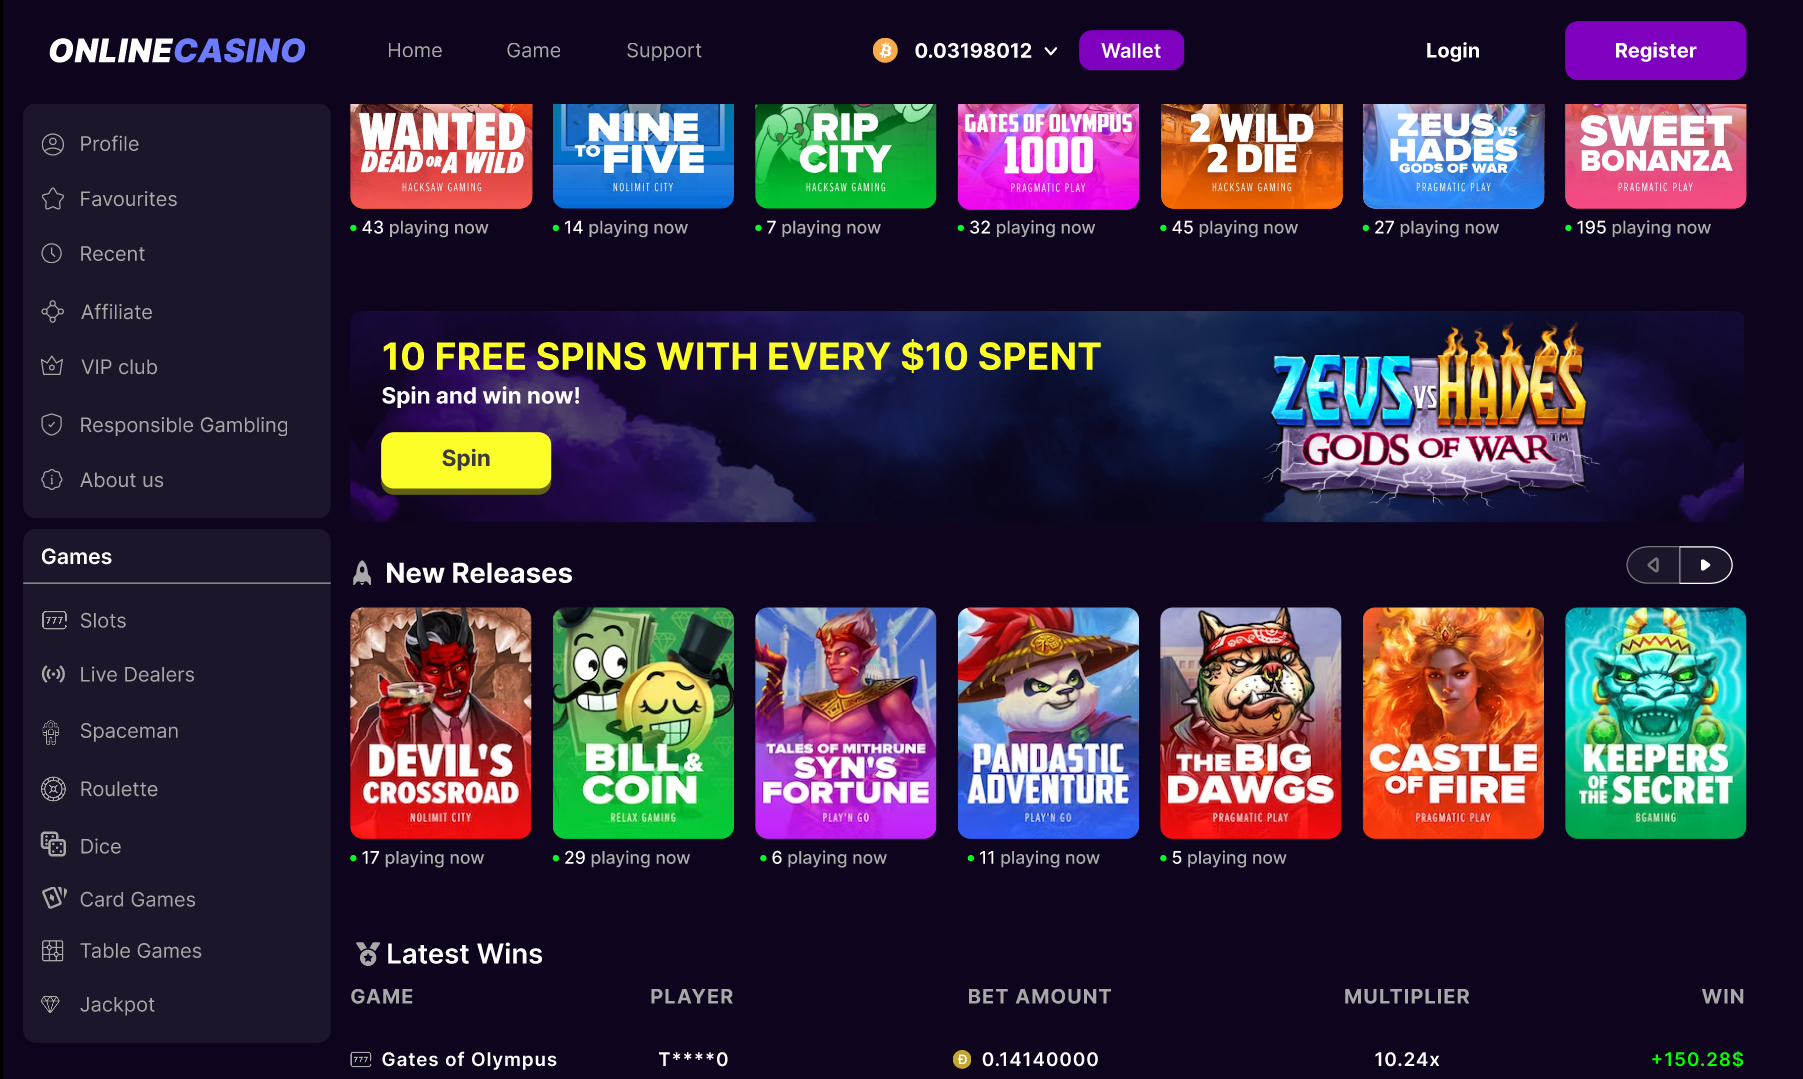 ONLINECASINO
Home Game Support
0.03198012
Wallet
Login
Register
Profile
Favourites
Recent
Affiliate
VIP club
Responsible Gambling
About us
Games
777 Slots
Live Dealers
Spaceman
Roulette
Dice
Card Games
Table Games
Jackpot
WANTED
DEAD OR A WILD
HACKSAW GAMING
43 playing now
NINE
TO FIVE
NOLIMIT CITY
14 playing now
RIP
CITY
HACKSAW GAMING
7 playing now
GATES OF OLYMPUS
1000
PRAGMATIC PLAY
32 playing now
2 WILD
2 DIE
HACKSAW GAMING
45 playing now
ZEUS VS
HADES
GODS OF WAR
PRAGMATIC PLAY
27 playing now
SWEET
BONANZA
PRAGMATIC PLAY
195 playing now
10 FREE SPINS WITH EVERY $10 SPENT
Spin and win now!
Spin
ZEUS VS HADES
GODS OF WAR™
New Releases
DEVIL'S
CROSSROAD
NOLIMIT CITY
17 playing now
BILL &
COIN
RELAX GAMING
29 playing now
TALES OF MITHRUNE
SYN'S
FORTUNE
PLAY'N GO
6 playing now
PANDASTIC
ADVENTURE
PLAY'N GO
11 playing now
THE BIG
DAWGS
PRAGMATIC PLAY
5 playing now
CASTLE
OF FIRE
PRAGMATIC PLAY
KEEPERS
OF THE SECRET
BGAMING
Latest Wins
GAME PLAYER BET AMOUNT MULTIPLIER WIN
777 Gates of Olympus T****0 0.14140000 10.24x +150.28$